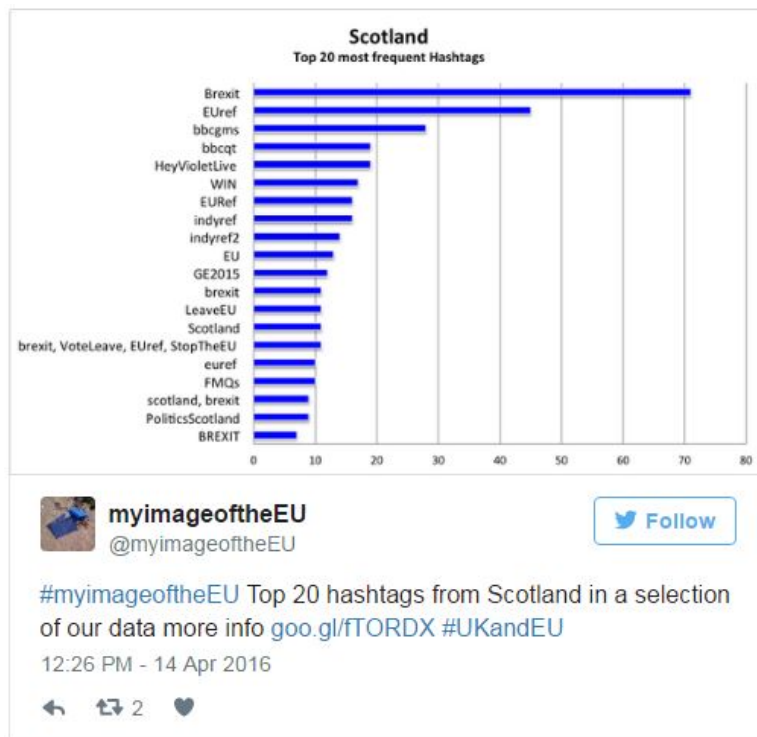 Scotland
Top 20 most frequent Hashtags
Brexit
EUref
bbcgms
bbcqt
HeyVioletLive
WIN
EURef
indyref
indyref2
EU
GE2015
brexit
LeaveEU
Scotland
brexit, VoteLeave, EUref, StopTheEU
euref
FMQs
scotland, brexit
PoliticsScotland
BREXIT
0 10 20 30 40 50 60 70 80
myimageoftheEU
@myimageoftheEU
Follow
#myimageoftheEU Top 20 hashtags from Scotland in a selection
of our data more info goo.gl/fTORDX #UKandEU
12:26 PM - 14 Apr 2016
2